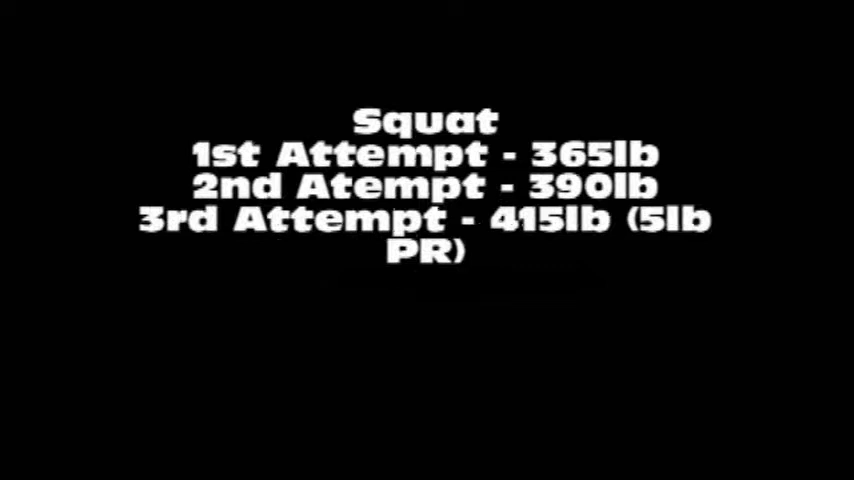 Squat
1st Attempt - 365lb
2nd Atempt - 390lb
3rd Attempt - 415lb (5lb
PR)